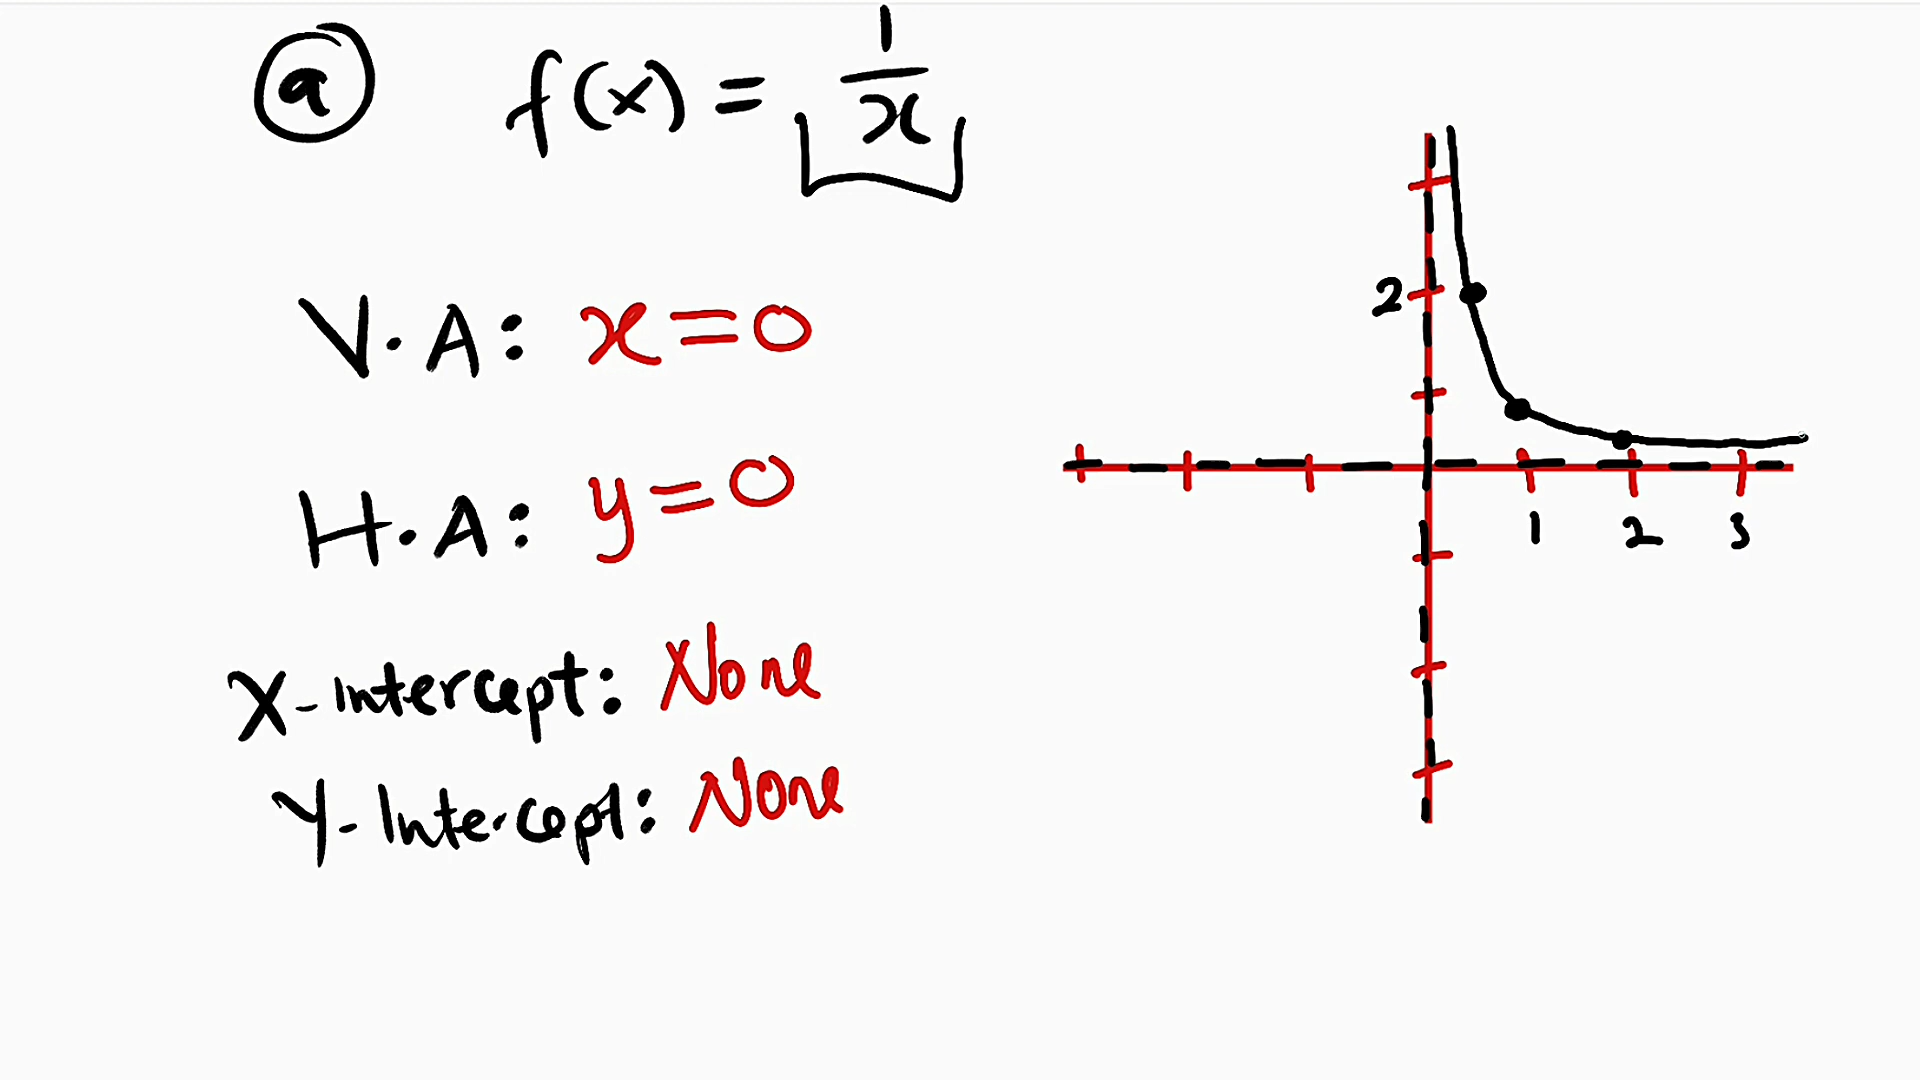 ⓐ f(x) = 1/x
V.A: x=0
H.A: y=0
X-Intercept: None
Y-Intercept: None
2
1 2 3